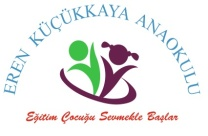 EREN KÜÇÜKKAYA ANAOKULU
Eğitim Çocuğu Sevmekle Başlar